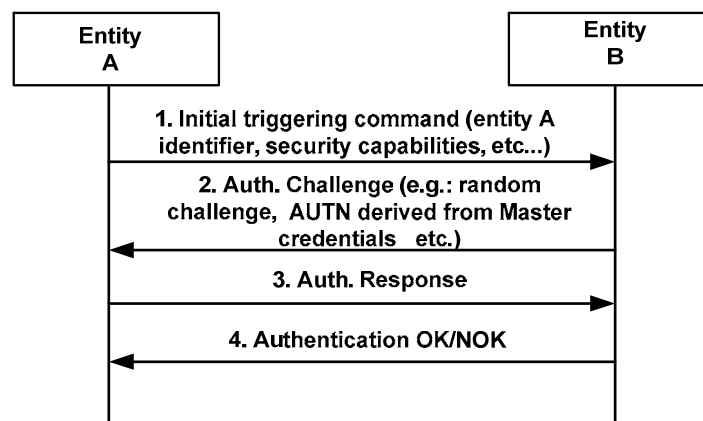 Entity
A
Entity
B
1. Initial triggering command (entity A
identifier, security capabilities, etc...)
2. Auth. Challenge (e.g.: random
challenge, AUTN derived from Master
credentials etc.)
3. Auth. Response
4. Authentication OK/NOK